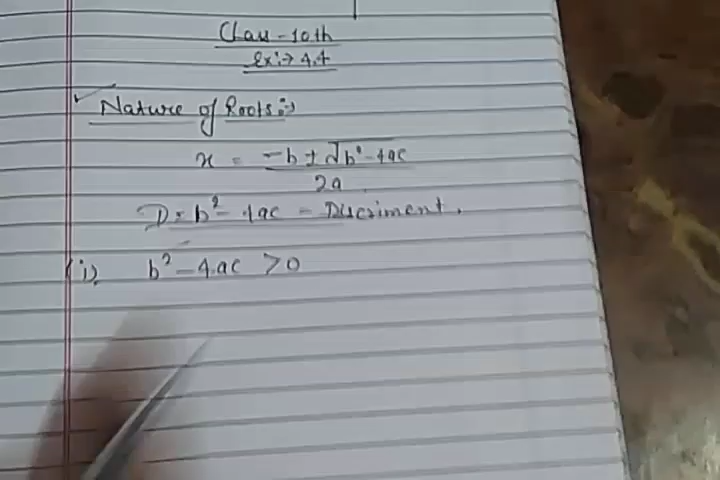 Class - 10th
Ex:→ 4.4
Nature of Roots :→
x = -b ± √b² - 4ac
2a
D = b² - 4ac - Discriment.
(i). b² - 4ac > 0